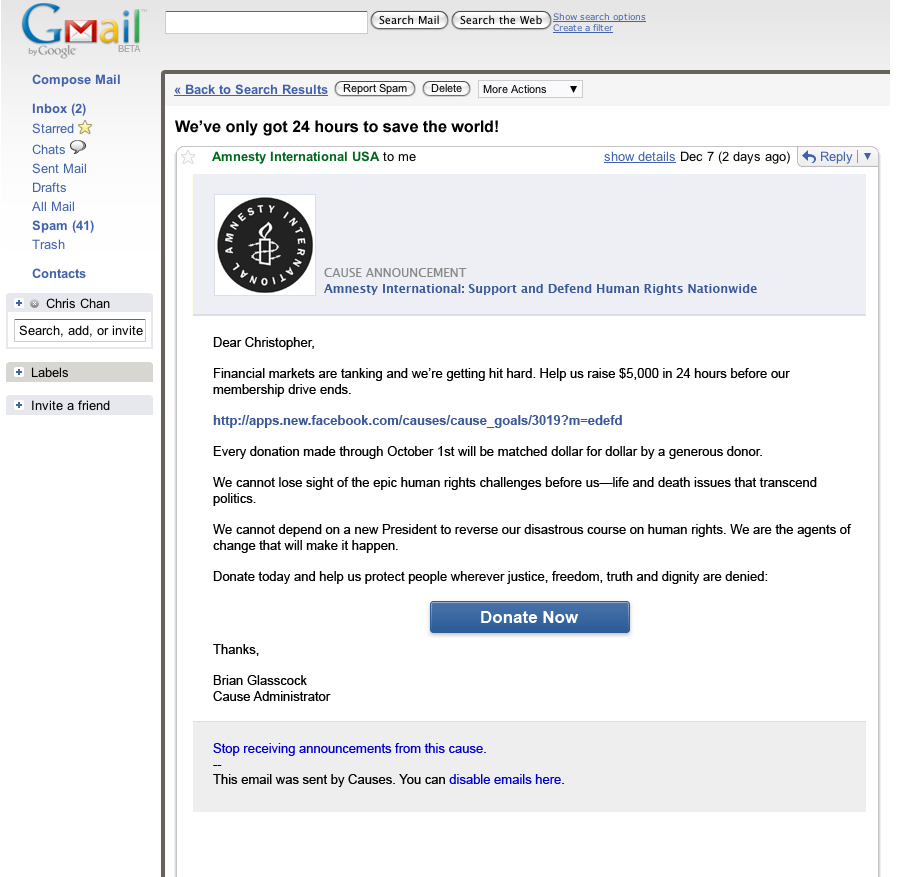 Gmail
by Google
BETA
Search Mail
Search the Web
Show search options
Create a filter
Compose Mail
Inbox (2)
Starred
Chats
Sent Mail
Drafts
All Mail
Spam (41)
Trash
Contacts
Chris Chan
Search, add, or invite
Labels
Invite a friend
« Back to Search Results
Report Spam
Delete
More Actions
We’ve only got 24 hours to save the world!
Amnesty International USA to me
show details Dec 7 (2 days ago)
Reply
AMNESTY INTERNATIONAL
CAUSE ANNOUNCEMENT
Amnesty International: Support and Defend Human Rights Nationwide
Dear Christopher,
Financial markets are tanking and we’re getting hit hard. Help us raise $5,000 in 24 hours before our
membership drive ends.
http://apps.new.facebook.com/causes/cause_goals/3019?m=edefd
Every donation made through October 1st will be matched dollar for dollar by a generous donor.
We cannot lose sight of the epic human rights challenges before us—life and death issues that transcend
politics.
We cannot depend on a new President to reverse our disastrous course on human rights. We are the agents of
change that will make it happen.
Donate today and help us protect people wherever justice, freedom, truth and dignity are denied:
Donate Now
Thanks,
Brian Glasscock
Cause Administrator
Stop receiving announcements from this cause.
--
This email was sent by Causes. You can disable emails here.